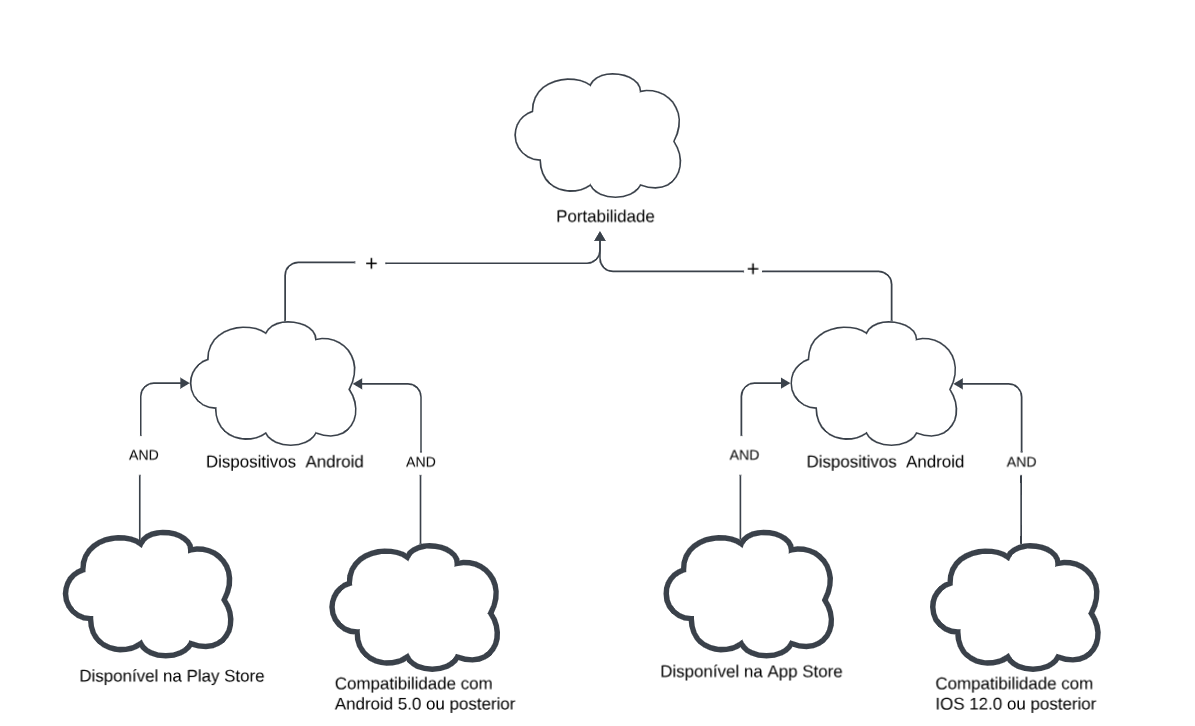 Portabilidade
+
+
AND
Dispositivos Android
AND
AND
Dispositivos Android
AND
Disponível na Play Store
Compatibilidade com
Android 5.0 ou posterior
Disponível na App Store
Compatibilidade com
IOS 12.0 ou posterior